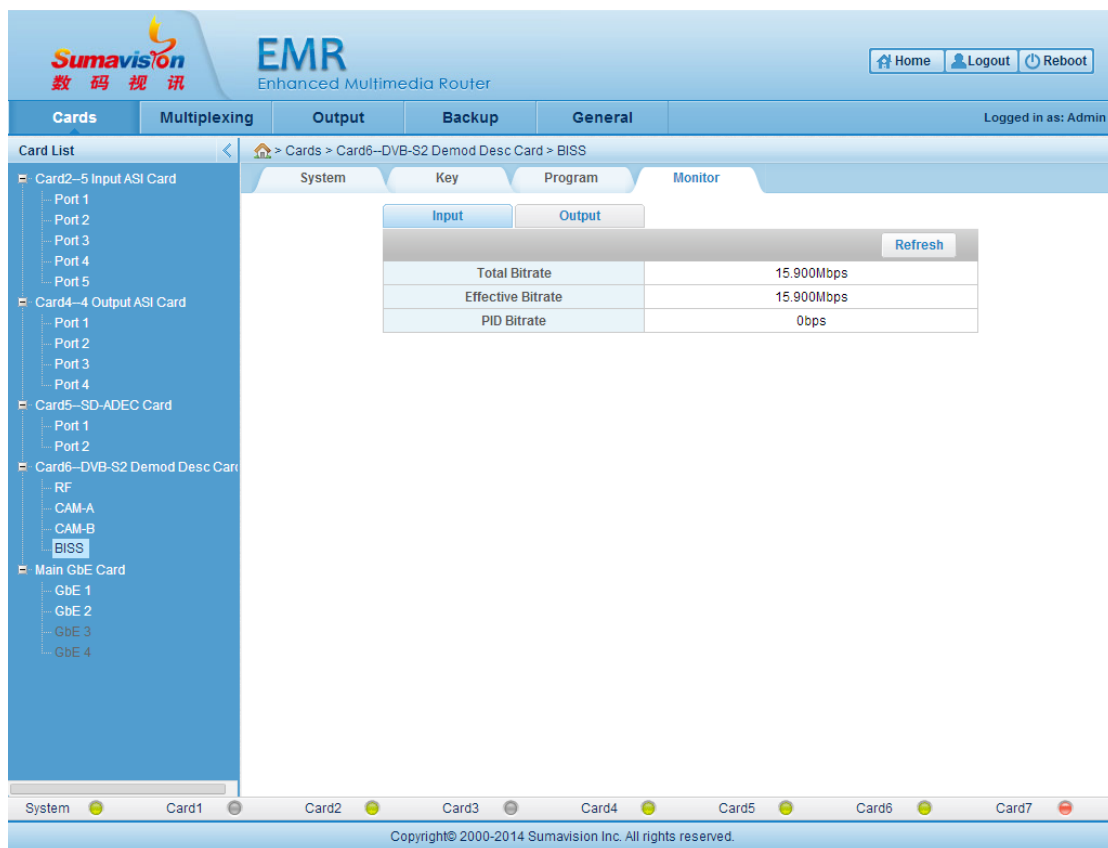 Sumavision
数码视讯
EMR
Enhanced Multimedia Router
Home Logout Reboot
Cards Multiplexing Output Backup General Logged in as: Admin
Card List
> Cards > Card6--DVB-S2 Demod Desc Card > BISS
System Key Program Monitor
Card2--5 Input ASI Card
Port 1
Port 2
Port 3
Port 4
Port 5
Card4--4 Output ASI Card
Port 1
Port 2
Port 3
Port 4
Card5--SD-ADEC Card
Port 1
Port 2
Card6--DVB-S2 Demod Desc Card
RF
CAM-A
CAM-B
BISS
Main GbE Card
GbE 1
GbE 2
GbE 3
GbE 4
Input Output
Refresh
Total Bitrate 15.900Mbps
Effective Bitrate 15.900Mbps
PID Bitrate 0bps
System Card1 Card2 Card3 Card4 Card5 Card6 Card7
Copyright© 2000-2014 Sumavision Inc. All rights reserved.